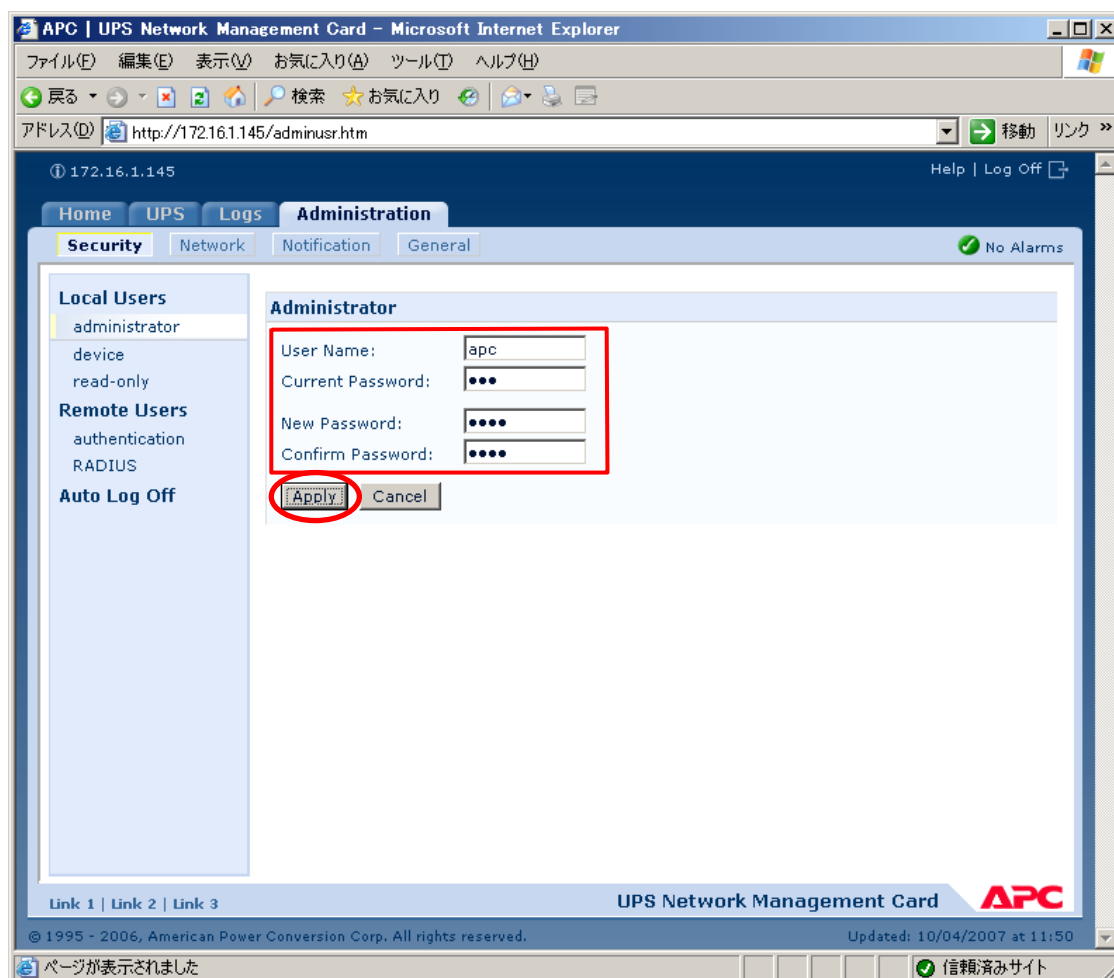 APC | UPS Network Management Card - Microsoft Internet Explorer
ファイル(F) 編集(E) 表示(V) お気に入り(A) ツール(T) ヘルプ(H)
戻る 検索 お気に入り
アドレス(D) http://172.16.1.145/adminusr.htm 移動 リンク »
172.16.1.145 Help | Log Off
Home UPS Logs Administration
Security Network Notification General No Alarms
Local Users
administrator
device
read-only
Remote Users
authentication
RADIUS
Auto Log Off
Administrator
User Name: apc
Current Password: •••
New Password: ••••
Confirm Password: ••••
Apply Cancel
Link 1 | Link 2 | Link 3
UPS Network Management Card APC
© 1995 - 2006, American Power Conversion Corp. All rights reserved. Updated: 10/04/2007 at 11:50
ページが表示されました 信頼済みサイト